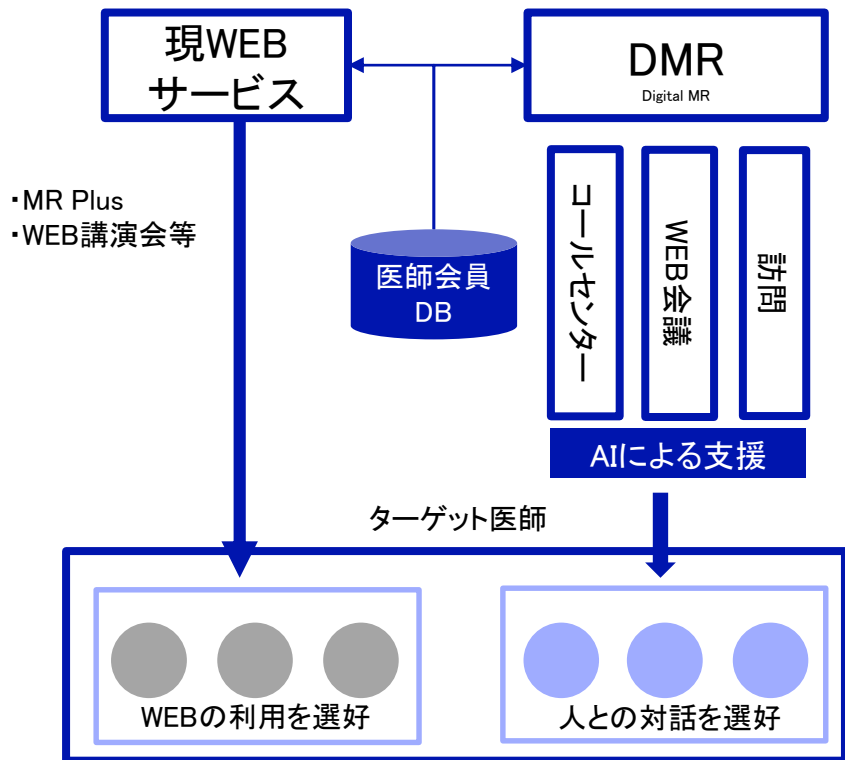 現WEB
サービス
DMR
Digital MR
・MR Plus
・WEB講演会等
医師会員
DB
コールセンター
WEB会議
訪問
AIによる支援
ターゲット医師
WEBの利用を選好
人との対話を選好